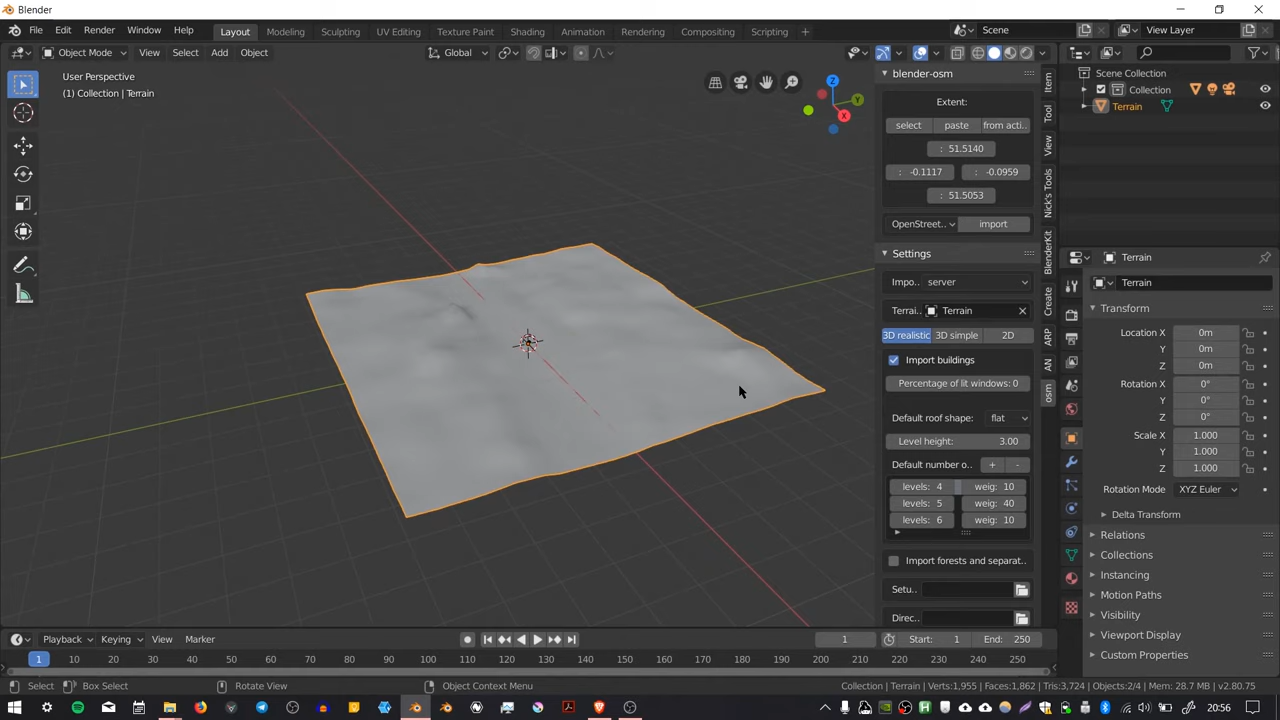 Blender
File Edit Render Window Help Layout Modeling Sculpting UV Editing Texture Paint Shading Animation Rendering Compositing Scripting + Scene View Layer
Object Mode View Select Add Object Global
User Perspective
(1) Collection | Terrain
Z
Y
X
blender-osm
Extent:
select paste from acti..
: 51.5140
: -0.1117 : -0.0959
: 51.5053
OpenStreet.. import
Settings
Impo.. server
Terrai.. Terrain
3D realistic 3D simple 2D
Import buildings
Percentage of lit windows: 0
Default roof shape: flat
Level height: 3.00
Default number o.. + -
levels: 4 weig: 10
levels: 5 weig: 40
levels: 6 weig: 10
Import forests and separat..
Setu..
Direc..
Item
Tool
View
Nick's Tools
BlenderKit
Create
ARP
AN
osm
Scene Collection
Collection
Terrain
Terrain
Terrain
Transform
Location X 0m
Y 0m
Z 0m
Rotation X 0°
Y 0°
Z 0°
Scale X 1.000
Y 1.000
Z 1.000
Rotation Mode XYZ Euler
Delta Transform
Relations
Collections
Instancing
Motion Paths
Visibility
Viewport Display
Custom Properties
Playback Keying View Marker 1 Start: 1 End: 250
1 10 20 30 40 50 60 70 80 90 100 110 120 130 140 150 160 170 180 190 200 210 220 230 240 250
Select Box Select Rotate View Object Context Menu Collection | Terrain | Verts:1,955 | Faces:1,862 | Tris:3,724 | Objects:2/4 | Mem: 28.7 MB | v2.80.75
20:56